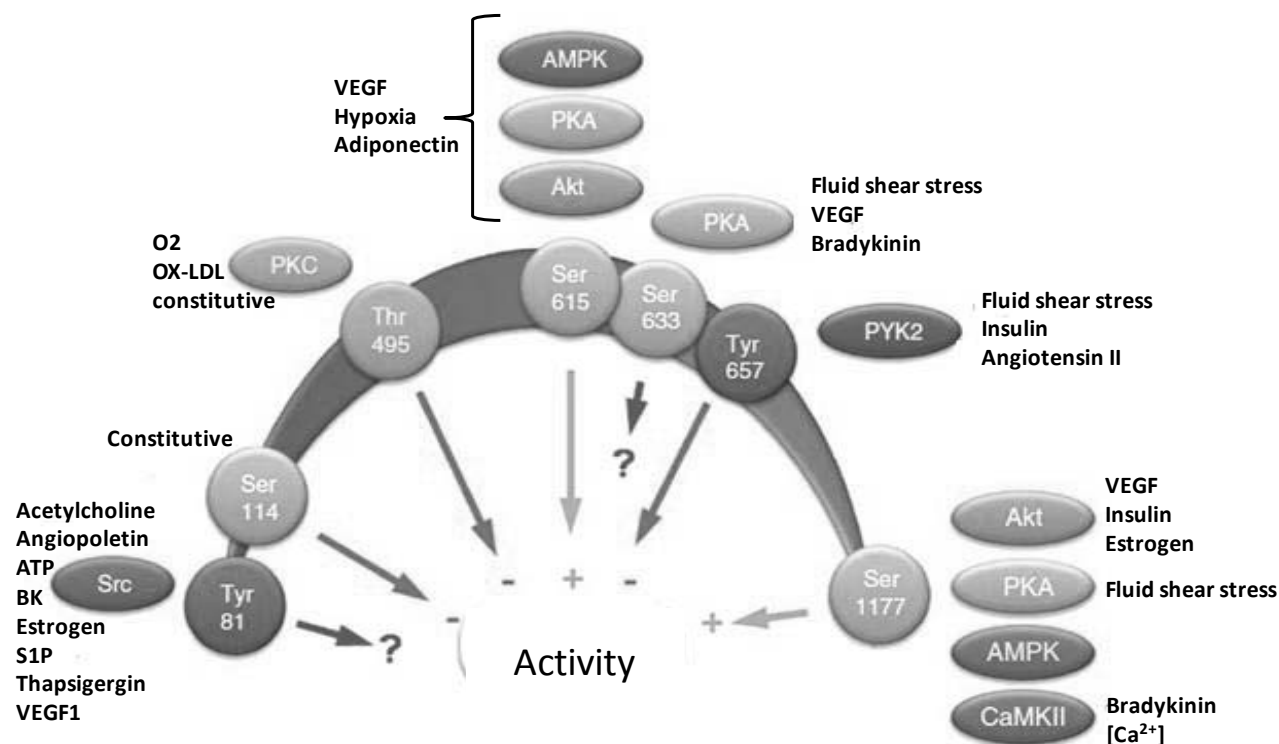 AMPK
VEGF
Hypoxia
Adiponectin
PKA
Akt
Fluid shear stress
VEGF
Bradykinin
PKA
O2
OX-LDL
constitutive
PKC
Ser
615
Ser
633
Thr
495
Tyr
657
PYK2
Fluid shear stress
Insulin
Angiotensin II
Constitutive
?
Ser
114
Acetylcholine
Angiopoletin
ATP
BK
Estrogen
S1P
Thapsigergin
VEGF1
Src
Tyr
81
?
-
-
+
-
+
Activity
Ser
1177
Akt
VEGF
Insulin
Estrogen
PKA
Fluid shear stress
AMPK
CaMKII
Bradykinin
[Ca²⁺]